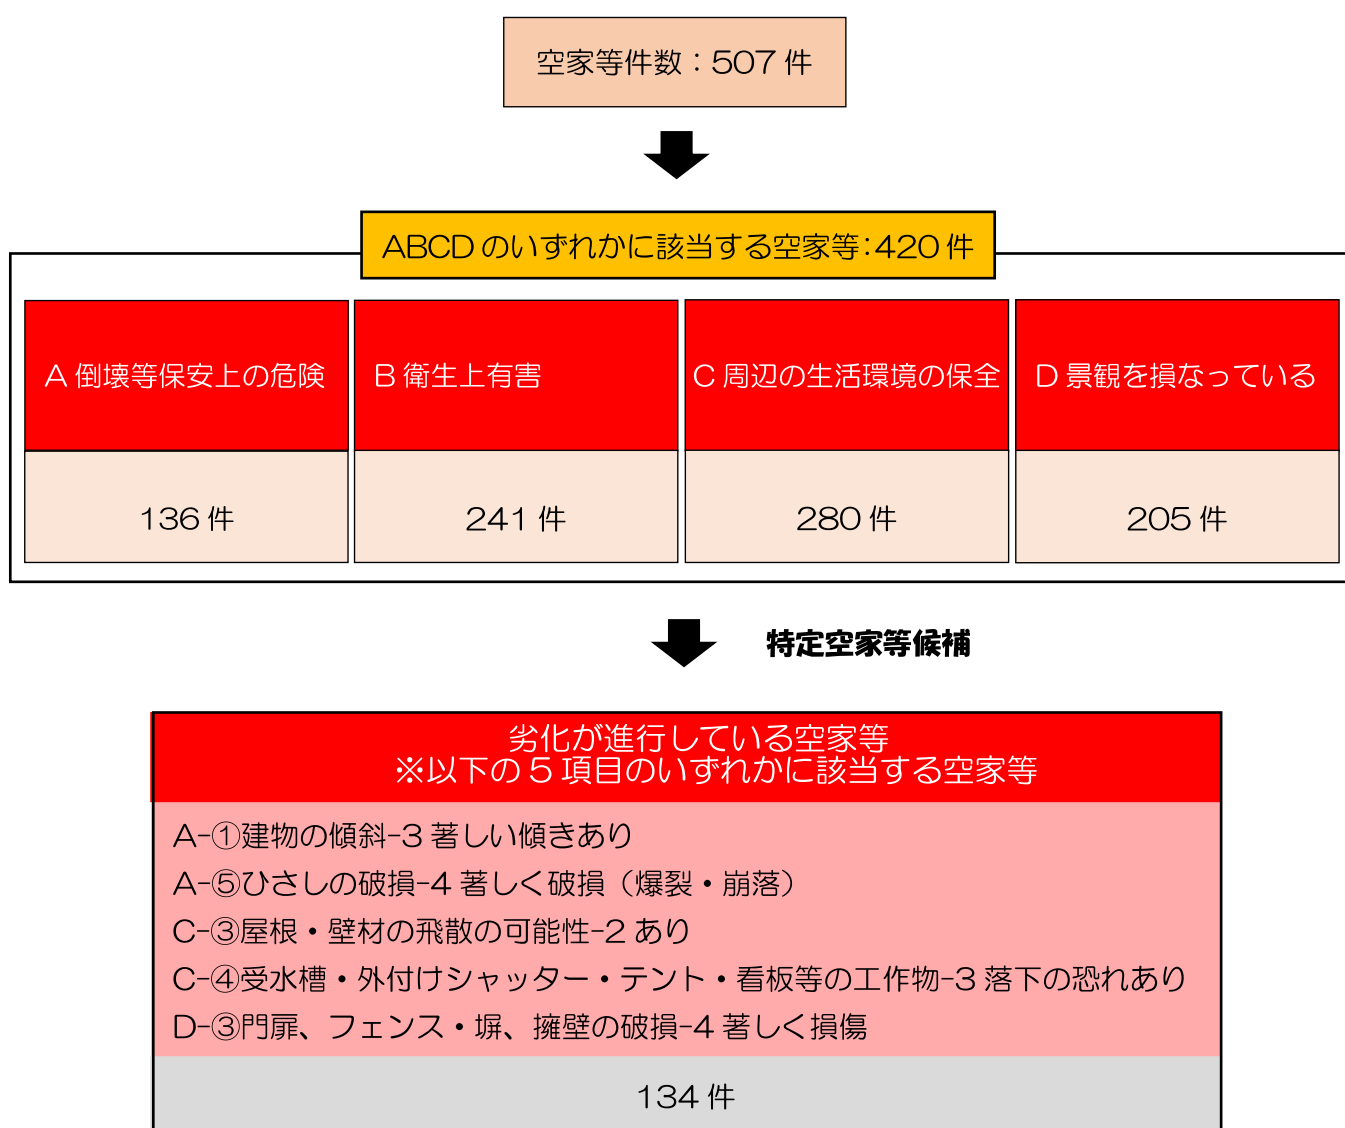 空家等件数：507 件
ABCD のいずれかに該当する空家等：420 件
A 倒壊等保安上の危険
B 衛生上有害
C 周辺の生活環境の保全
D 景観を損なっている
136 件
241 件
280 件
205 件
特定空家等候補
劣化が進行している空家等
※以下の 5 項目のいずれかに該当する空家等
A-①建物の傾斜-3 著しい傾きあり
A-⑤ひさしの破損-4 著しく破損（爆裂・崩落）
C-③屋根・壁材の飛散の可能性-2 あり
C-④受水槽・外付けシャッター・テント・看板等の工作物-3 落下の恐れあり
D-③門扉、フェンス・塀、擁壁の破損-4 著しく損傷
134 件